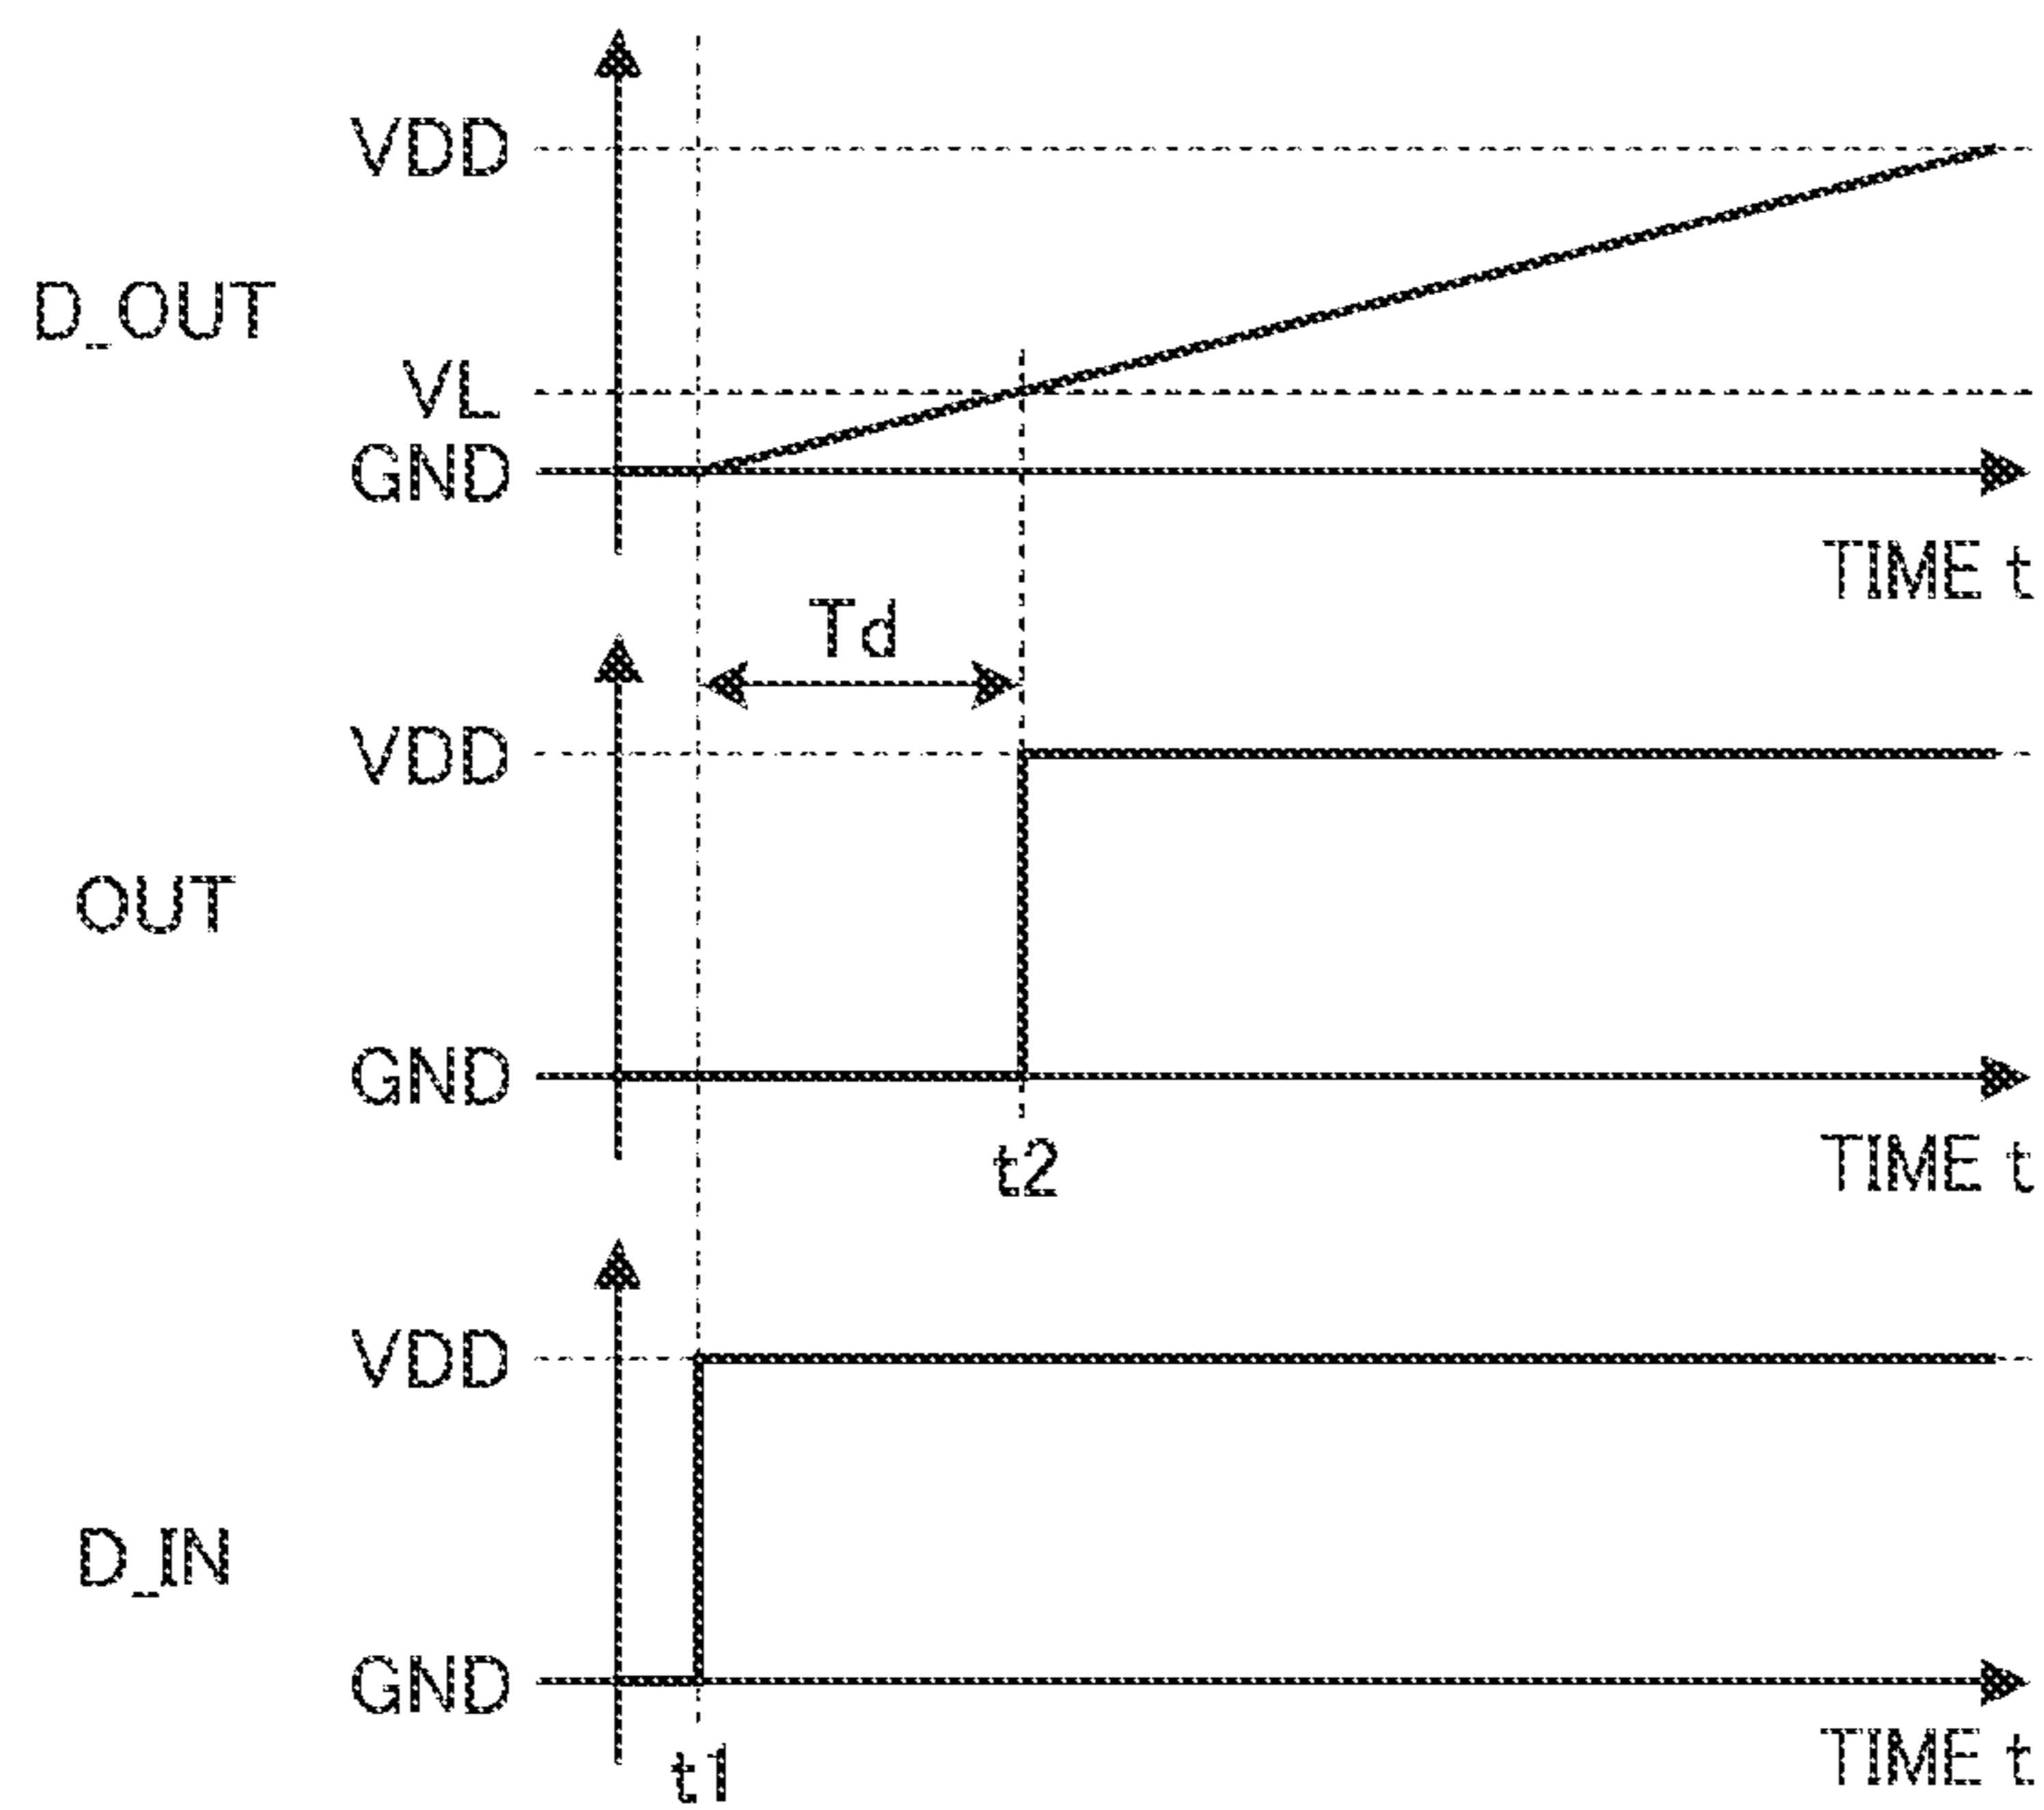 VDD
D_OUT
VL
GND
TIME t
Td
VDD
OUT
GND
t2
TIME t
VDD
D_IN
GND
t1
TIME t